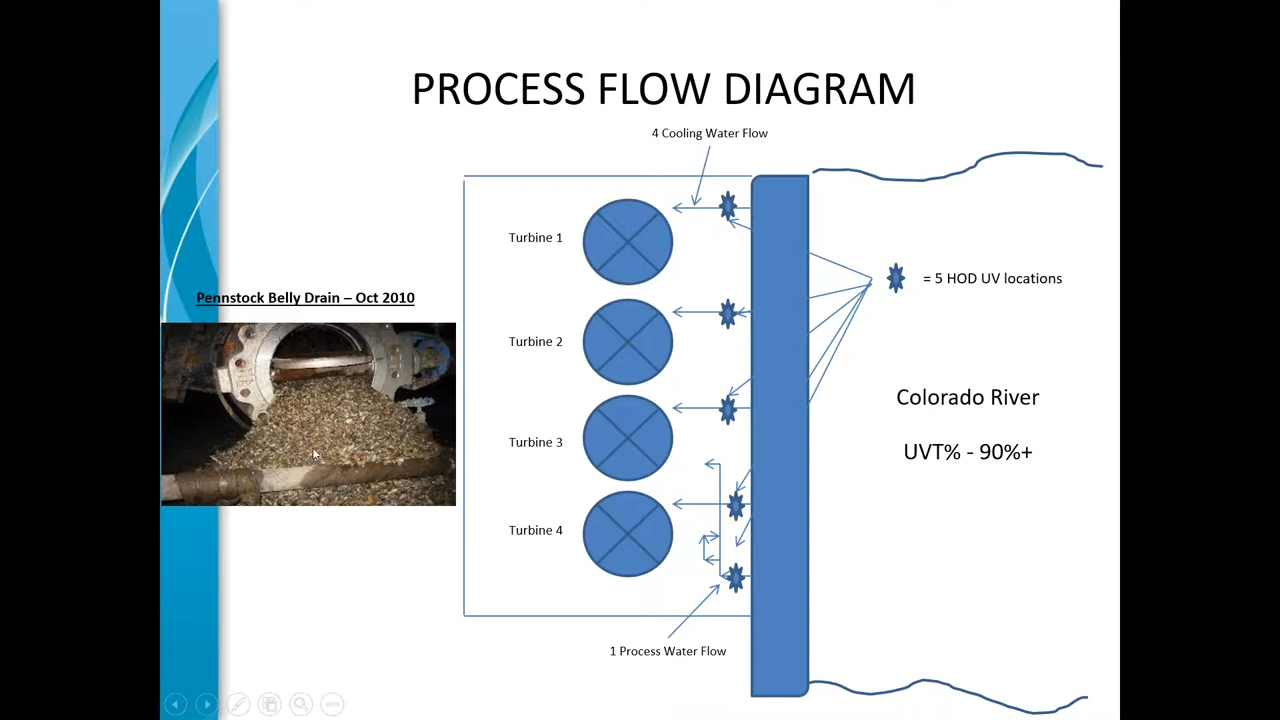 PROCESS FLOW DIAGRAM
4 Cooling Water Flow
Turbine 1
= 5 HOD UV locations
Pennstock Belly Drain – Oct 2010
Turbine 2
Colorado River
Turbine 3
UVT% - 90%+
Turbine 4
1 Process Water Flow